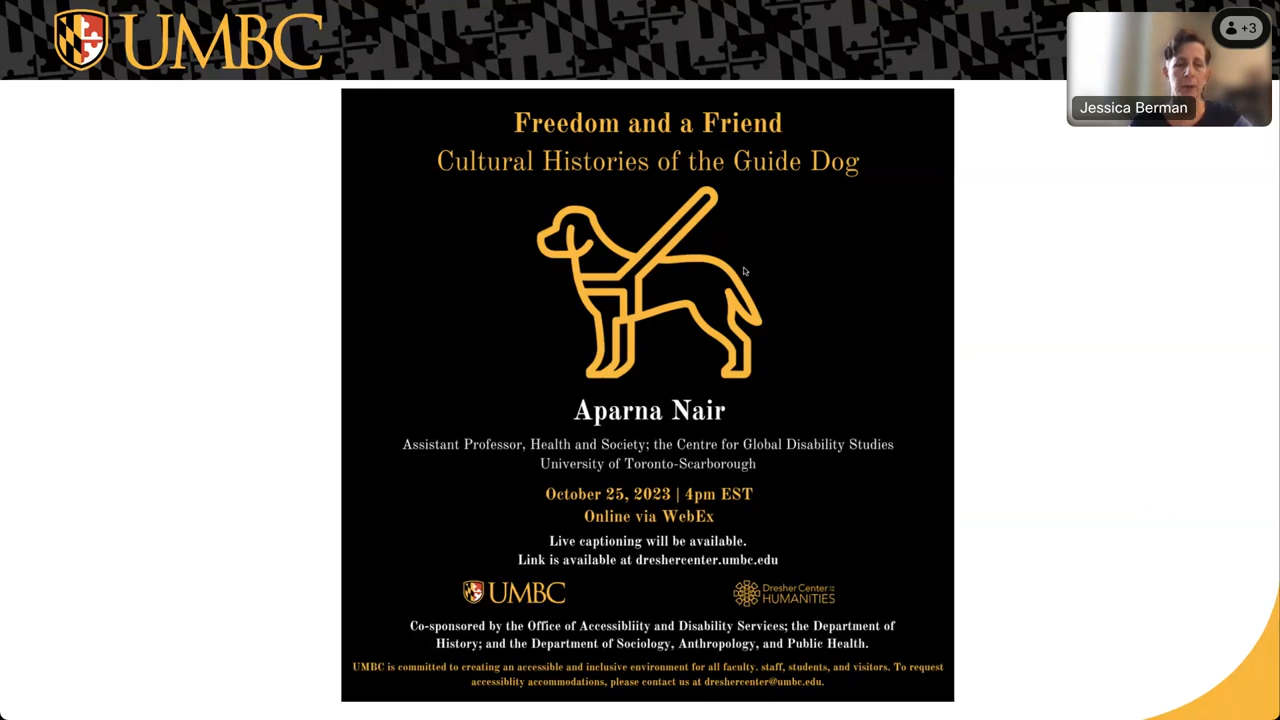 UMBC
+3
Jessica Berman
Freedom and a Friend
Cultural Histories of the Guide Dog
Aparna Nair
Assistant Professor, Health and Society; the Centre for Global Disability Studies
University of Toronto-Scarborough
October 25, 2023 | 4pm EST
Online via WebEx
Live captioning will be available.
Link is available at dreshercenter.umbc.edu
UMBC
Dresher Center
HUMANITIES
Co-sponsored by the Office of Accessibliity and Disability Services; the Department of
History; and the Department of Sociology, Anthropology, and Public Health.
UMBC is committed to creating an accessible and inclusive environment for all faculty. staff, students, and visitors. To request
accessiblity accommodations, please contact us at dreshercenter@umbc.edu.